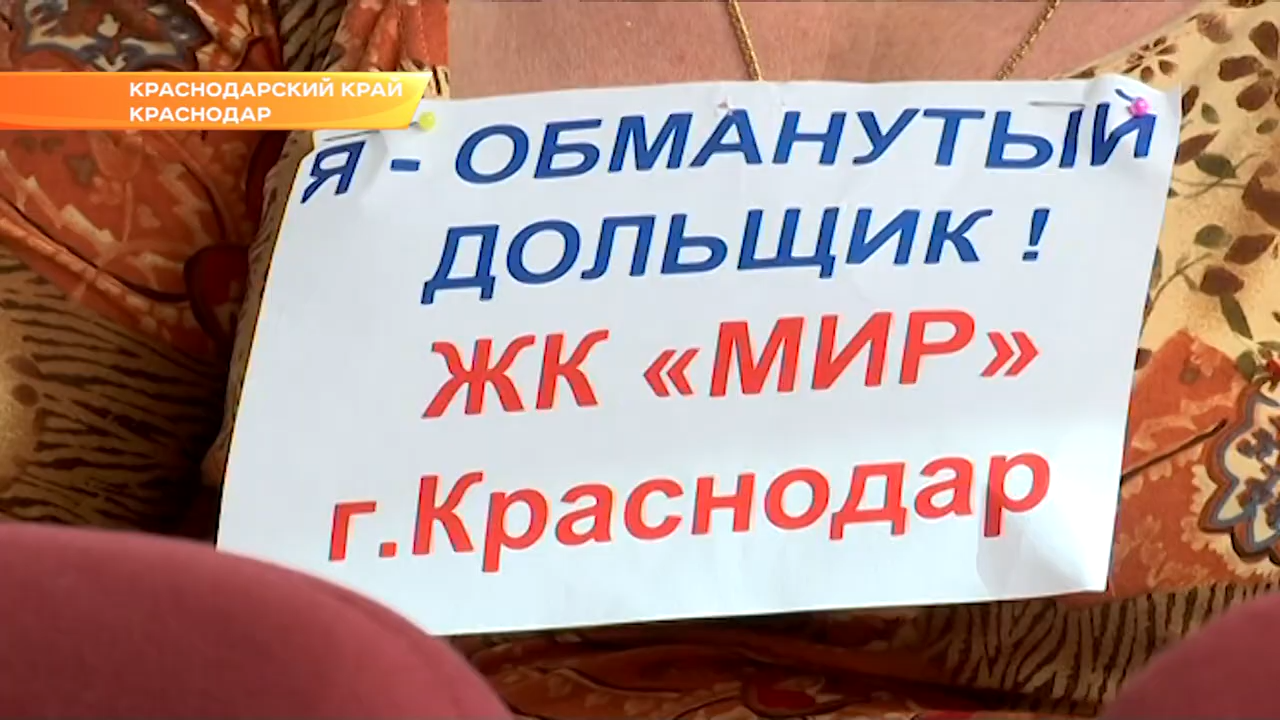 КРАСНОДАРСКИЙ КРАЙ
КРАСНОДАР
Я - ОБМАНУТЫЙ
ДОЛЬЩИК !
ЖК «МИР»
г.Краснодар